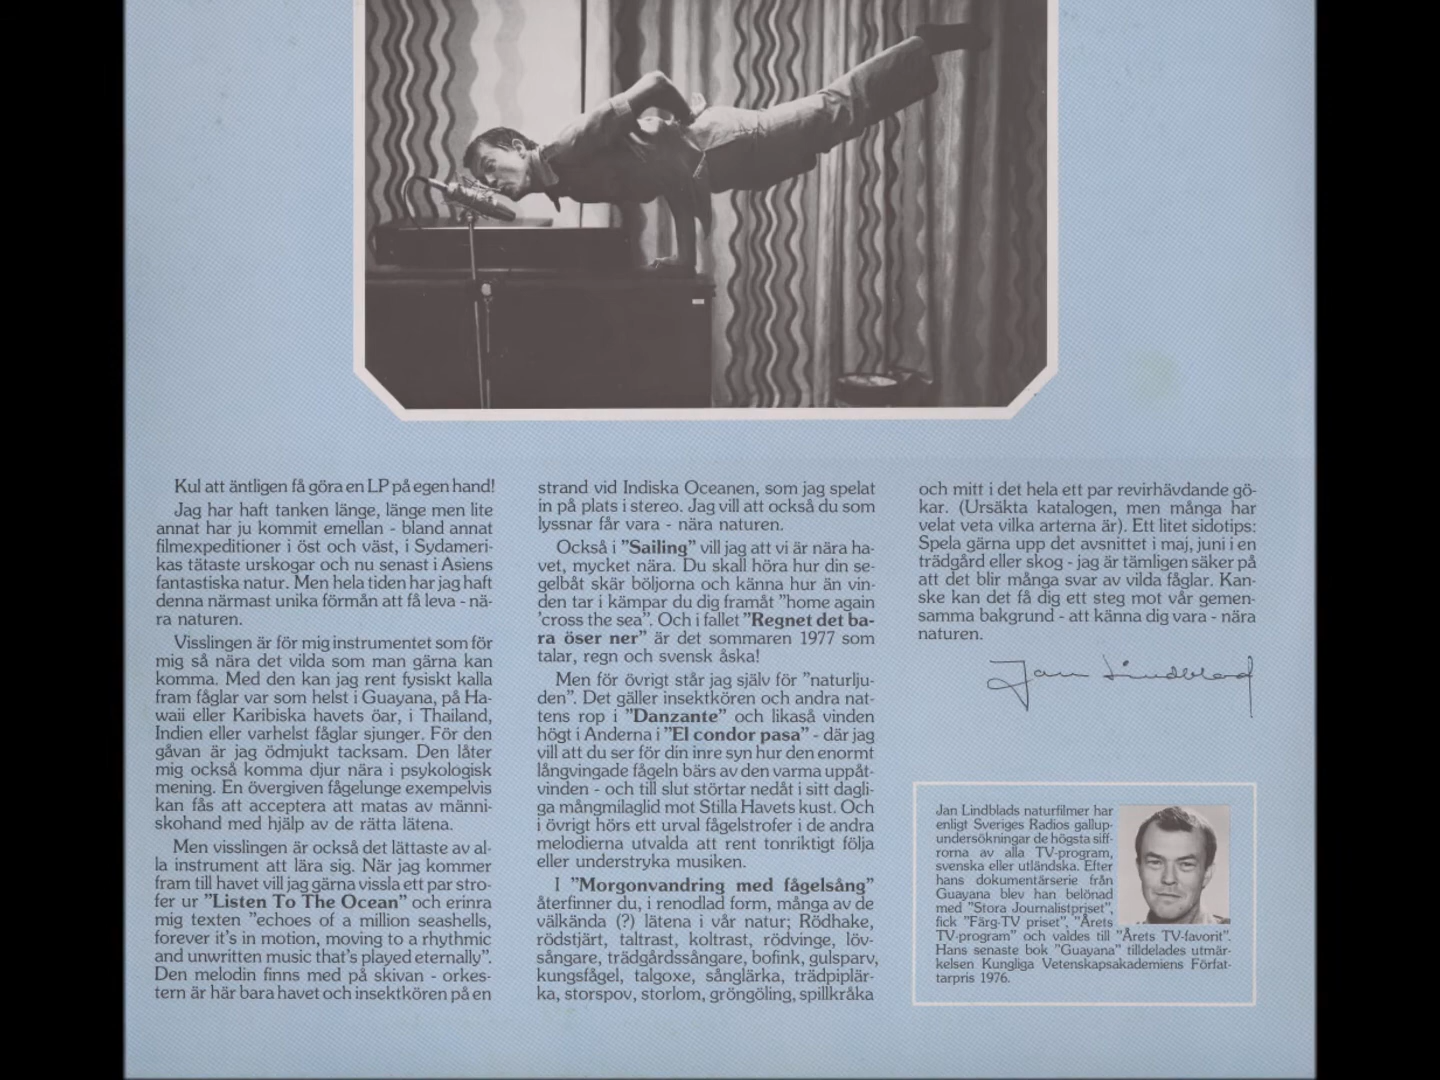 Kul att äntligen få göra en LP på egen hand!
Jag har haft tanken länge, länge men lite
annat har ju kommit emellan - bland annat
filmexpeditioner i öst och väst, i Sydameri-
kas tätaste urskogar och nu senast i Asiens
fantastiska natur. Men hela tiden har jag haft
denna närmast unika förmån att få leva - nä-
ra naturen.
Visslingen är för mig instrumentet som för
mig så nära det vilda som man gärna kan
komma. Med den kan jag rent fysiskt kalla
fram fåglar var som helst i Guayana, på Ha-
waii eller Karibiska havets öar, i Thailand,
Indien eller varhelst fåglar sjunger. För den
gåvan är jag ödmjukt tacksam. Den låter
mig också komma djur nära i psykologisk
mening. En övergiven fågelunge exempelvis
kan fås att acceptera att matas av männi-
skohand med hjälp av de rätta lätena.
Men visslingen är också det lättaste av al-
la instrument att lära sig. När jag kommer
fram till havet vill jag gärna vissla ett par stro-
fer ur "Listen To The Ocean" och erinra
mig texten "echoes of a million seashells,
forever it's in motion, moving to a rhythmic
and unwritten music that's played eternally".
Den melodin finns med på skivan - orkes-
tern är här bara havet och insektkören på en
strand vid Indiska Oceanen, som jag spelat
in på plats i stereo. Jag vill att också du som
lyssnar får vara - nära naturen.
Också i "Sailing" vill jag att vi är nära ha-
vet, mycket nära. Du skall höra hur din se-
gelbåt skär böljorna och känna hur än vin-
den tar i kämpar du dig framåt "home again
'cross the sea". Och i fallet "Regnet det ba-
ra öser ner" är det sommaren 1977 som
talar, regn och svensk åska!
Men för övrigt står jag själv för "naturlju-
den". Det gäller insektkören och andra nat-
tens rop i "Danzante" och likaså vinden
högt i Anderna i "El condor pasa" - där jag
vill att du ser för din inre syn hur den enormt
långvingade fågeln bärs av den varma uppåt-
vinden - och till slut störtar nedåt i sitt dagli-
ga mångmilaglid mot Stilla Havets kust. Och
i övrigt hörs ett urval fågelstrofer i de andra
melodierna utvalda att rent tonriktigt följa
eller understryka musiken.
I "Morgonvandring med fågelsång"
återfinner du, i renodlad form, många av de
välkända (?) lätena i vår natur; Rödhake,
rödstjärt, taltrast, koltrast, rödvinge, löv-
sångare, trädgårdssångare, bofink, gulsparv,
kungsfågel, talgoxe, sånglärka, trädpiplär-
ka, storspov, storlom, gröngöling, spillkråka
och mitt i det hela ett par revirhävdande gö-
kar. (Ursäkta katalogen, men många har
velat veta vilka arterna är). Ett litet sidotips:
Spela gärna upp det avsnittet i maj, juni i en
trädgård eller skog - jag är tämligen säker på
att det blir många svar av vilda fåglar. Kan-
ske kan det få dig ett steg mot vår gemen-
samma bakgrund - att känna dig vara - nära
naturen.
Jan Lindblad
Jan Lindblads naturfilmer har
enligt Sveriges Radios gallup-
undersökningar de högsta siff-
rorna av alla TV-program,
svenska eller utländska. Efter
hans dokumentärserie från
Guayana blev han belönad
med "Stora Journalistpriset",
fick "Färg-TV priset", "Årets
TV-program" och valdes till "Årets TV-favorit".
Hans senaste bok "Guayana" tilldelades utmär-
kelsen Kungliga Vetenskapsakademiens Förfat-
tarpris 1976.